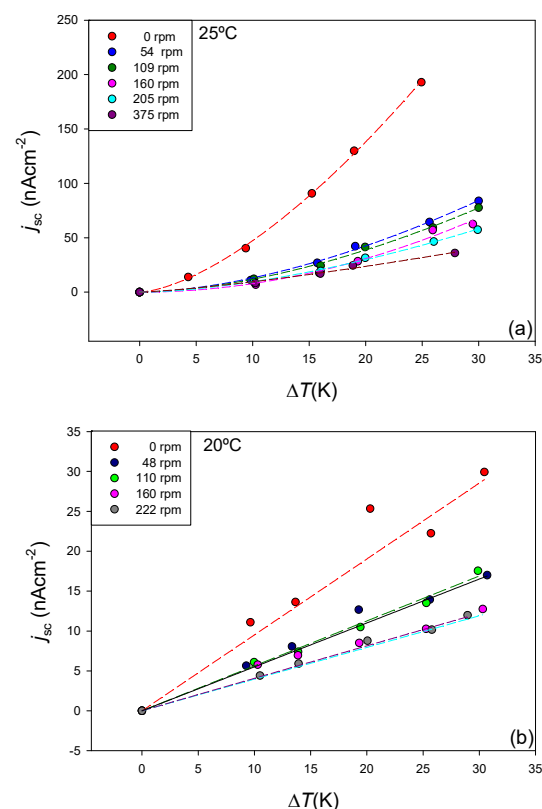 25ºC
0 rpm
54 rpm
109 rpm
160 rpm
205 rpm
375 rpm
250
200
150
100
50
0
jsc (nAcm-2)
0 5 10 15 20 25 30 35
(a)
ΔT(K)
20ºC
0 rpm
48 rpm
110 rpm
160 rpm
222 rpm
35
30
25
20
15
10
5
0
-5
jsc (nAcm-2)
0 5 10 15 20 25 30 35
(b)
ΔT(K)